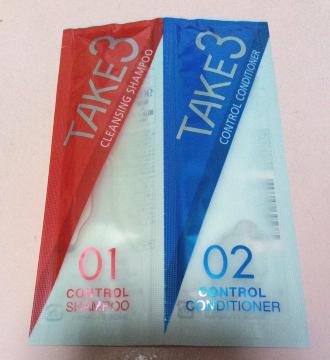 TAKE3
CLEANSING SHAMPOO
01
CONTROL
SHAMPOO
TAKE3
CONTROL CONDITIONER
02
CONTROL
CONDITIONER